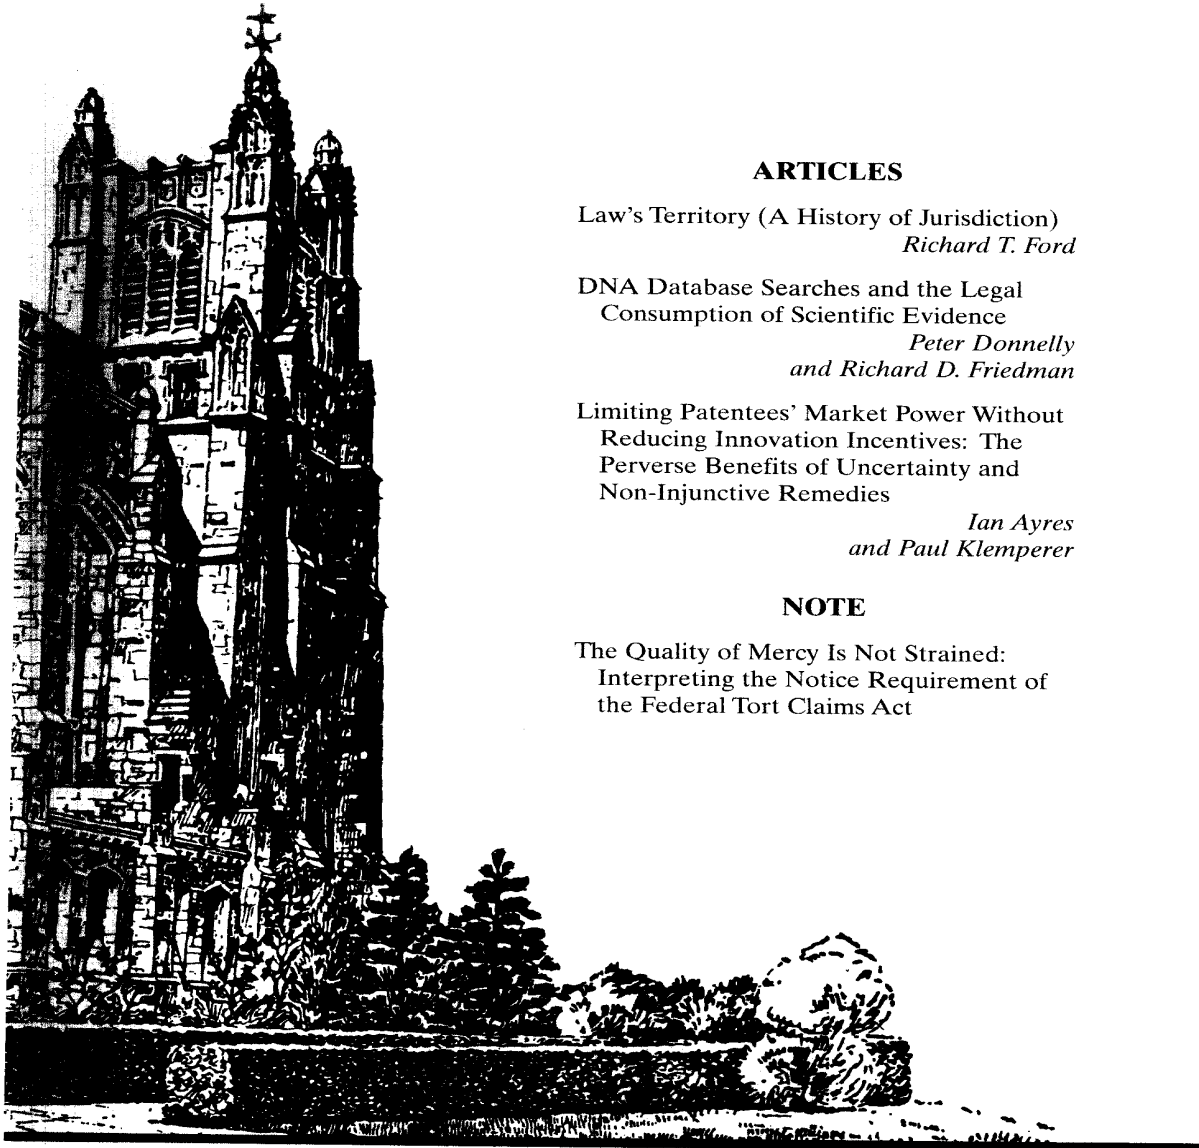 ARTICLES
Law's Territory (A History of Jurisdiction)
Richard T. Ford
DNA Database Searches and the Legal
Consumption of Scientific Evidence
Peter Donnelly
and Richard D. Friedman
Limiting Patentees' Market Power Without
Reducing Innovation Incentives: The
Perverse Benefits of Uncertainty and
Non-Injunctive Remedies
Ian Ayres
and Paul Klemperer
NOTE
The Quality of Mercy Is Not Strained:
Interpreting the Notice Requirement of
the Federal Tort Claims Act